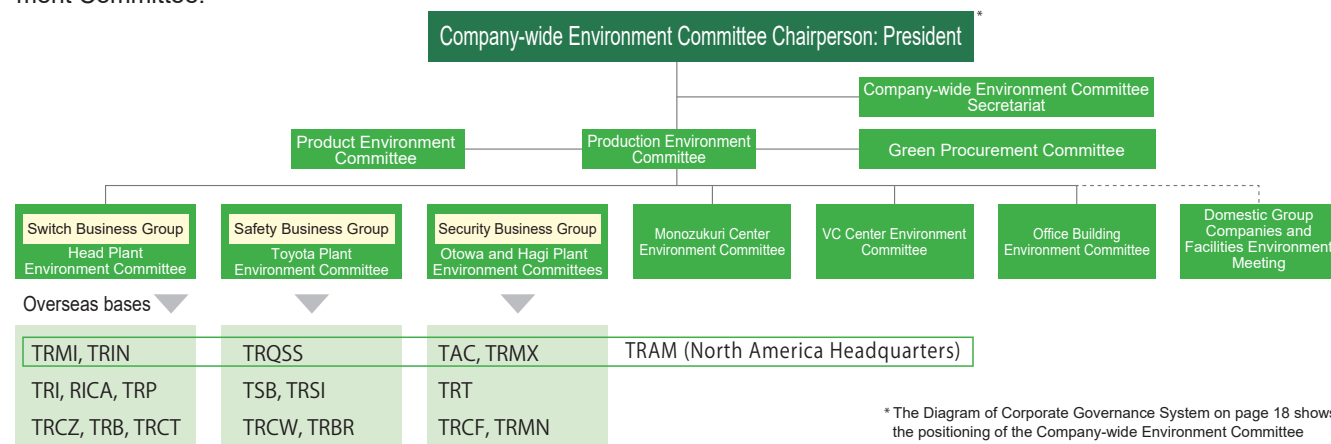 ment Committee.
Company-wide Environment Committee Chairperson: President
*
Company-wide Environment Committee
Secretariat
Product Environment
Committee
Production Environment
Committee
Green Procurement Committee
Switch Business Group
Head Plant
Environment Committee
Safety Business Group
Toyota Plant
Environment Committee
Security Business Group
Otowa and Hagi Plant
Environment Committees
Monozukuri Center
Environment Committee
VC Center Environment
Committee
Office Building
Environment Committee
Domestic Group
Companies and
Facilities Environment
Meeting
Overseas bases
TRMI, TRIN
TRQSS
TAC, TRMX
TRAM (North America Headquarters)
TRI, RICA, TRP
TSB, TRSI
TRT
TRCZ, TRB, TRCT
TRCW, TRBR
TRCF, TRMN
* The Diagram of Corporate Governance System on page 18 shows
the positioning of the Company-wide Environment Committee